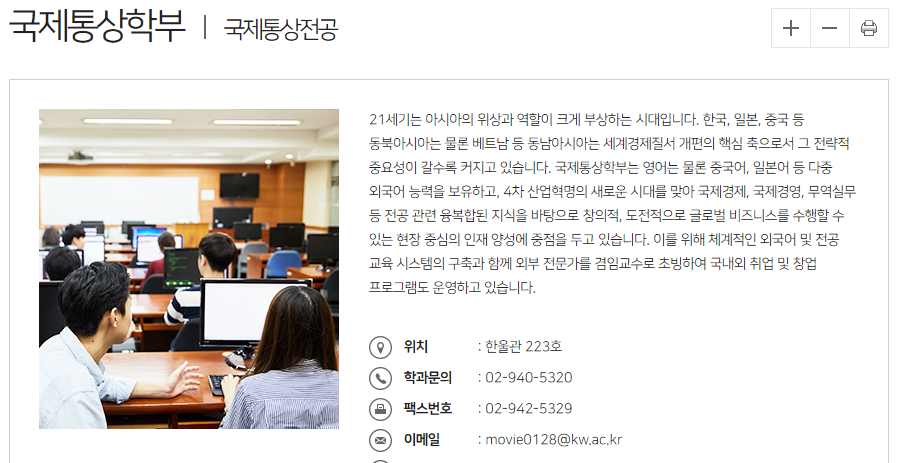 국제통상학부 | 국제통상전공
21세기는 아시아의 위상과 역할이 크게 부상하는 시대입니다. 한국, 일본, 중국 등
동북아시아는 물론 베트남 등 동남아시아는 세계경제질서 개편의 핵심 축으로서 그 전략적
중요성이 갈수록 커지고 있습니다. 국제통상학부는 영어는 물론 중국어, 일본어 등 다중
외국어 능력을 보유하고, 4차 산업혁명의 새로운 시대를 맞아 국제경제, 국제경영, 무역실무
등 전공 관련 융복합된 지식을 바탕으로 창의적, 도전적으로 글로벌 비즈니스를 수행할 수
있는 현장 중심의 인재 양성에 중점을 두고 있습니다. 이를 위해 체계적인 외국어 및 전공
교육 시스템의 구축과 함께 외부 전문가를 겸임교수로 초빙하여 국내외 취업 및 창업
프로그램도 운영하고 있습니다.
위치 : 한울관 223호
학과문의 : 02-940-5320
팩스번호 : 02-942-5329
이메일 : movie0128@kw.ac.kr